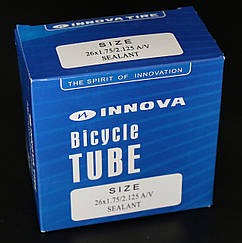 INNOVA TIRE
SIZE
26x1.75/2.125 A/V
SEALANT
THE SPIRIT OF INNOVATION
INNOVA
Bicycle
TUBE
SIZE
26x1.75/2.125 A/V
SEALANT